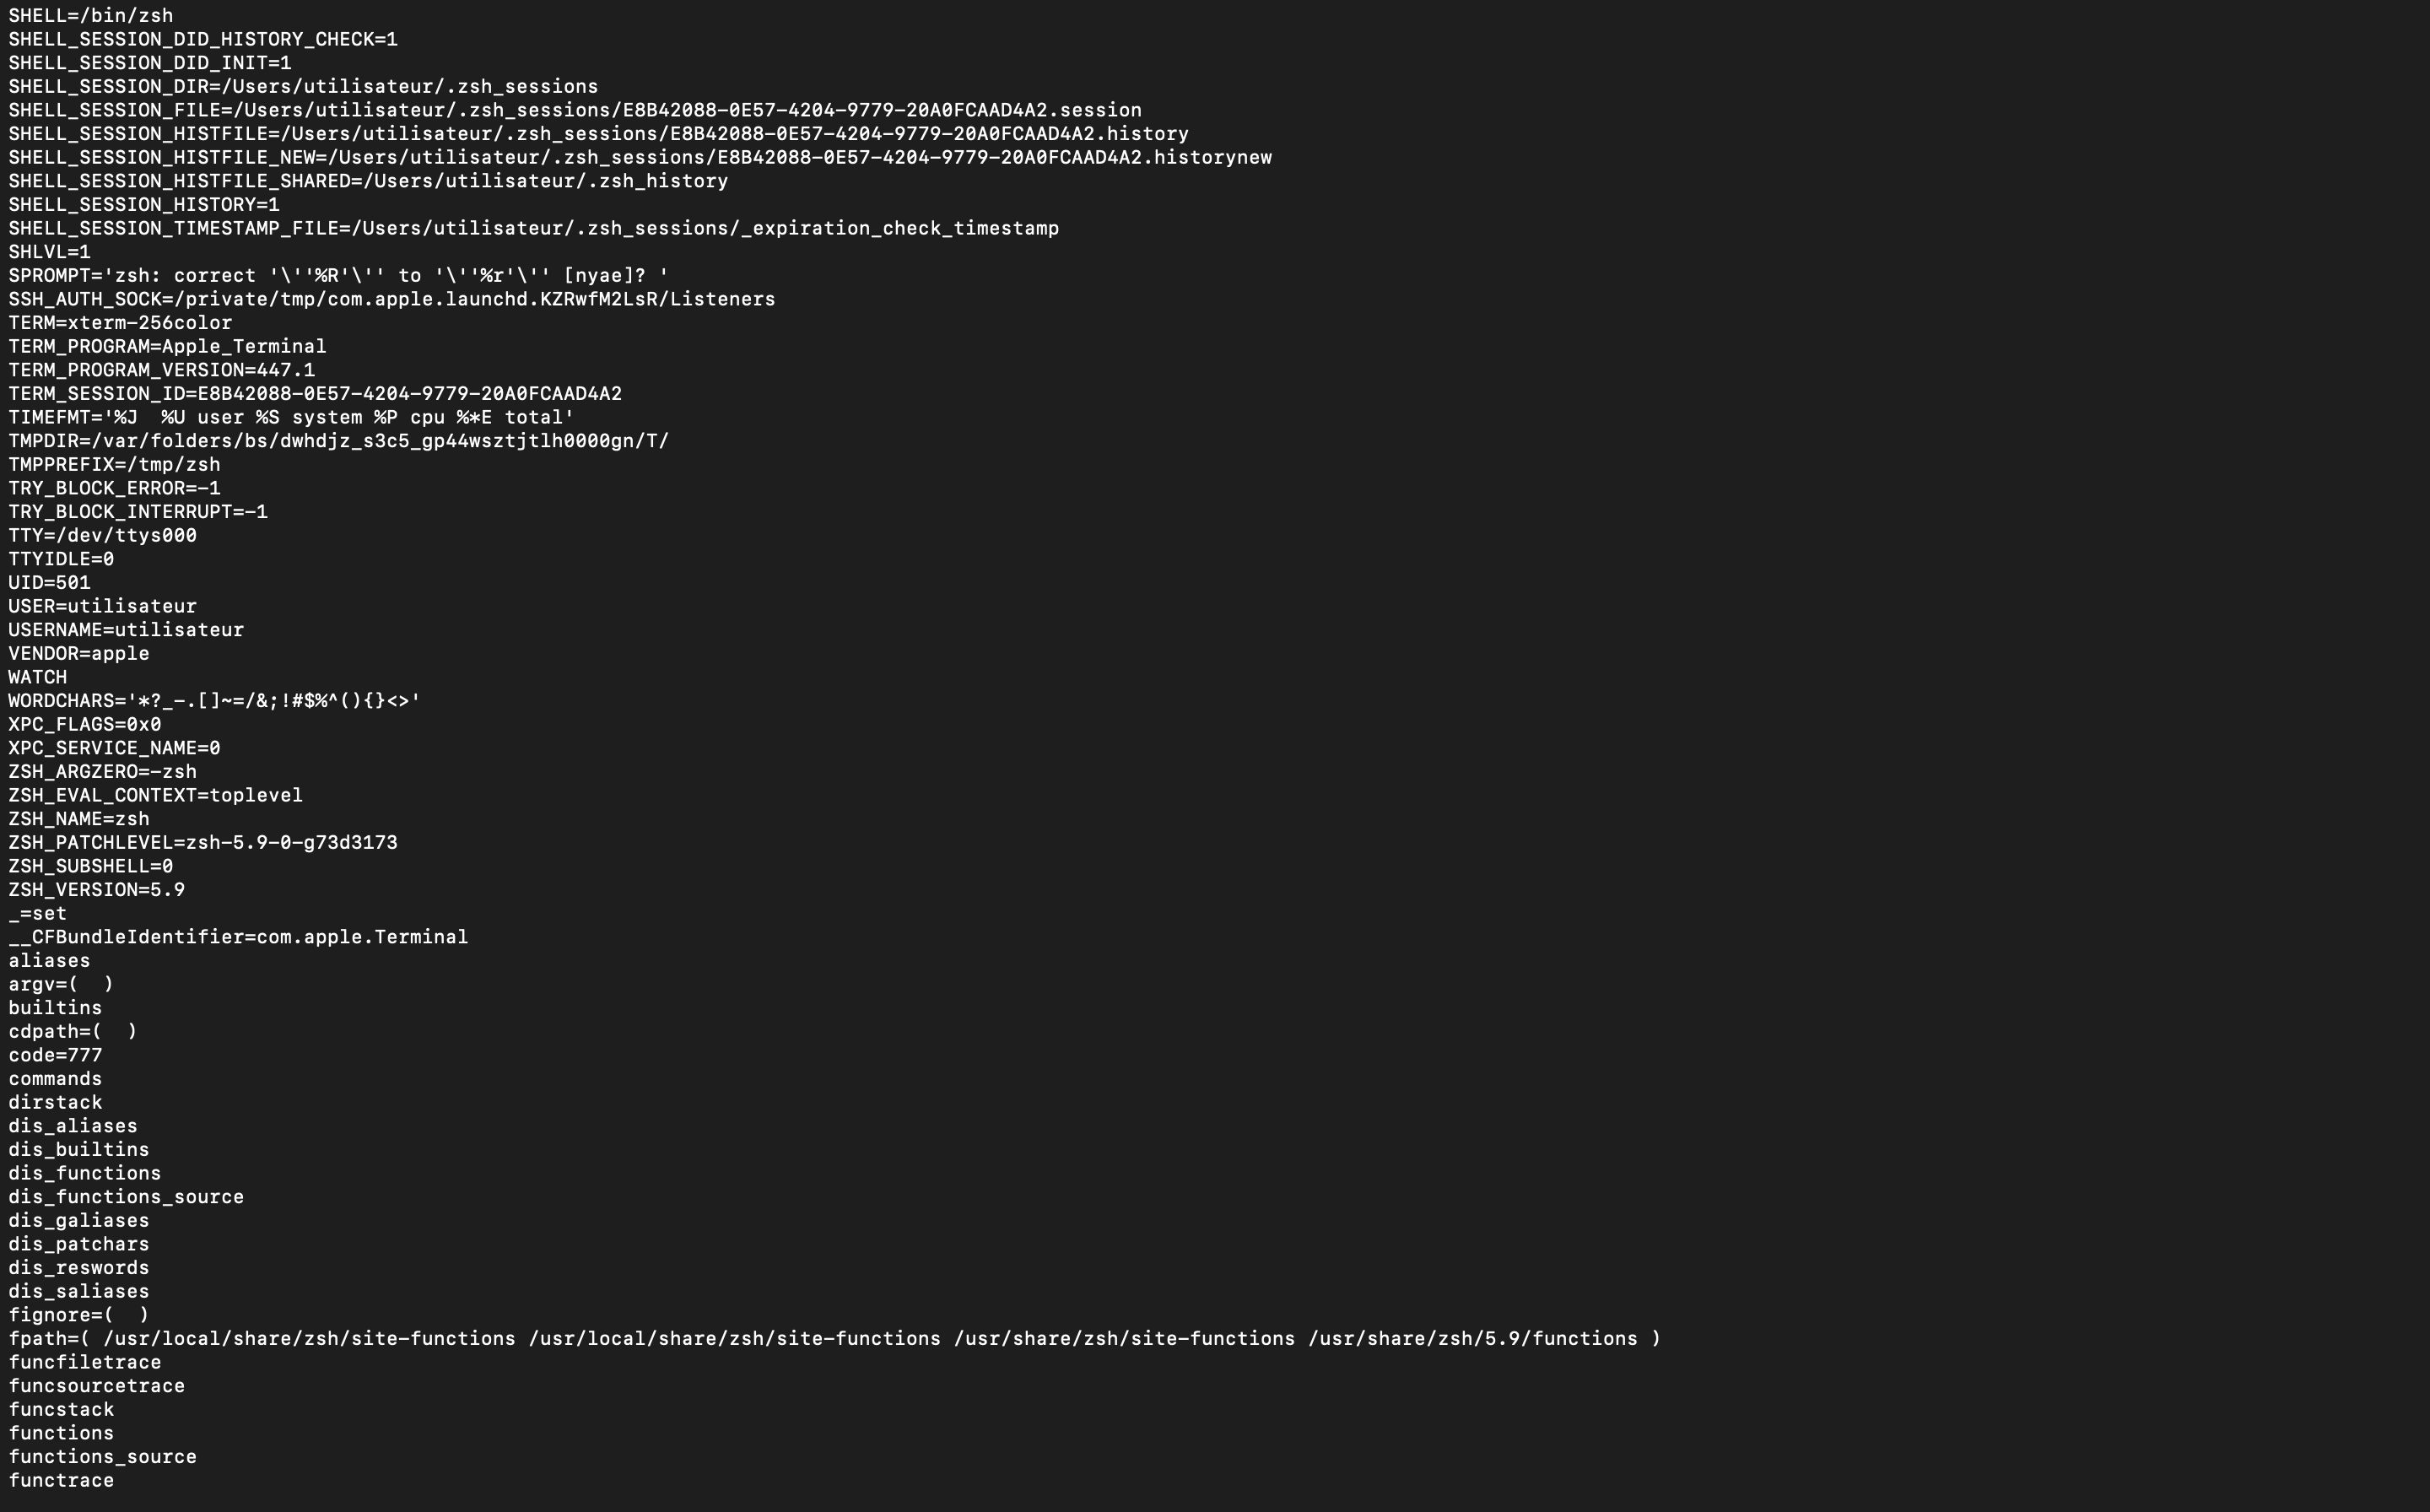 SHELL=/bin/zsh
SHELL_SESSION_DID_HISTORY_CHECK=1
SHELL_SESSION_DID_INIT=1
SHELL_SESSION_DIR=/Users/utilisateur/.zsh_sessions
SHELL_SESSION_FILE=/Users/utilisateur/.zsh_sessions/E8B42088-0E57-4204-9779-20A0FCAAD4A2.session
SHELL_SESSION_HISTFILE=/Users/utilisateur/.zsh_sessions/E8B42088-0E57-4204-9779-20A0FCAAD4A2.history
SHELL_SESSION_HISTFILE_NEW=/Users/utilisateur/.zsh_sessions/E8B42088-0E57-4204-9779-20A0FCAAD4A2.historynew
SHELL_SESSION_HISTFILE_SHARED=/Users/utilisateur/.zsh_history
SHELL_SESSION_HISTORY=1
SHELL_SESSION_TIMESTAMP_FILE=/Users/utilisateur/.zsh_sessions/_expiration_check_timestamp
SHLVL=1
SPROMPT='zsh: correct '\''%R'\'' to '\''%r'\'' [nyae]? '
SSH_AUTH_SOCK=/private/tmp/com.apple.launchd.KZRwfM2LsR/Listeners
TERM=xterm-256color
TERM_PROGRAM=Apple_Terminal
TERM_PROGRAM_VERSION=447.1
TERM_SESSION_ID=E8B42088-0E57-4204-9779-20A0FCAAD4A2
TIMEFMT='%J  %U user %S system %P cpu %*E total'
TMPDIR=/var/folders/bs/dwhdjz_s3c5_gp44wsztjtlh0000gn/T/
TMPPREFIX=/tmp/zsh
TRY_BLOCK_ERROR=-1
TRY_BLOCK_INTERRUPT=-1
TTY=/dev/ttys000
TTYIDLE=0
UID=501
USER=utilisateur
USERNAME=utilisateur
VENDOR=apple
WATCH
WORDCHARS='*?_-.[]~=/&;!#$%^(){}<>'
XPC_FLAGS=0x0
XPC_SERVICE_NAME=0
ZSH_ARGZERO=-zsh
ZSH_EVAL_CONTEXT=toplevel
ZSH_NAME=zsh
ZSH_PATCHLEVEL=zsh-5.9-0-g73d3173
ZSH_SUBSHELL=0
ZSH_VERSION=5.9
_=set
__CFBundleIdentifier=com.apple.Terminal
aliases
argv=(  )
builtins
cdpath=(  )
code=777
commands
dirstack
dis_aliases
dis_builtins
dis_functions
dis_functions_source
dis_galiases
dis_patchars
dis_reswords
dis_saliases
fignore=(  )
fpath=( /usr/local/share/zsh/site-functions /usr/local/share/zsh/site-functions /usr/share/zsh/site-functions /usr/share/zsh/5.9/functions )
funcfiletrace
funcsourcetrace
funcstack
functions
functions_source
functrace